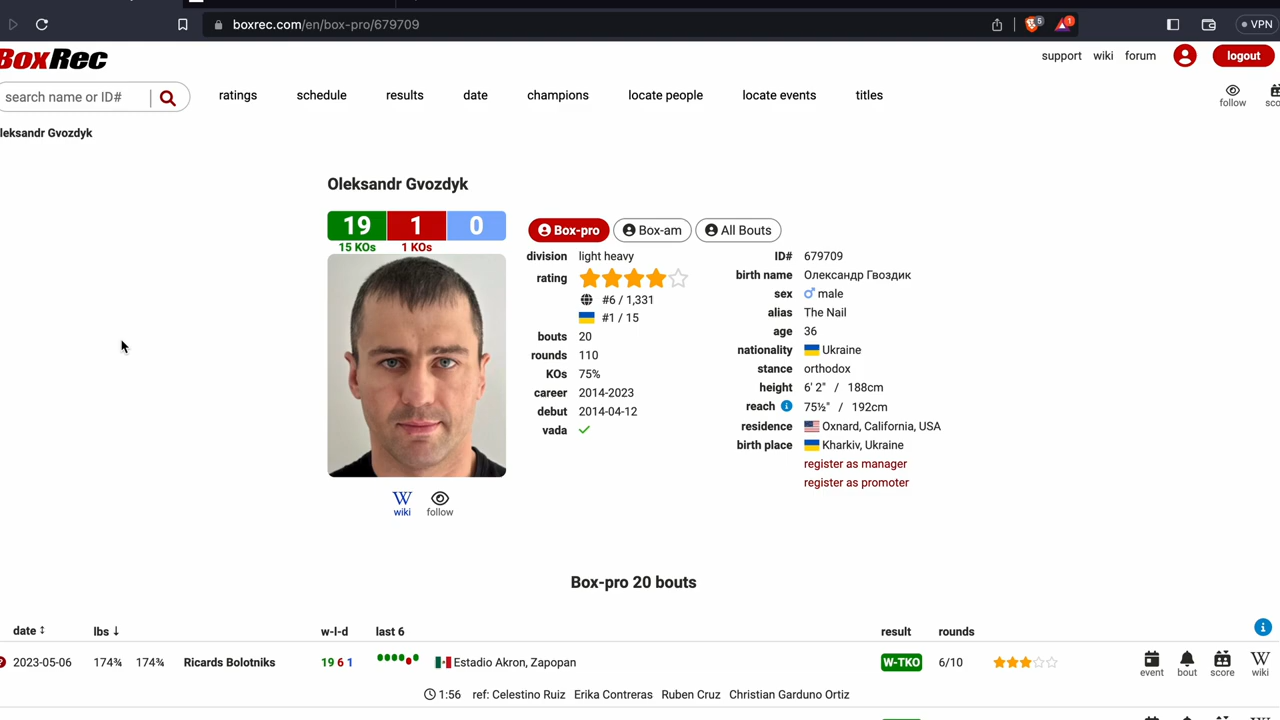 boxrec.com/en/box-pro/679709
5
1
VPN
BoxRec
support wiki forum logout
search name or ID#
ratings schedule results date champions locate people locate events titles
follow sco
leksandr Gvozdyk
Oleksandr Gvozdyk
19 1 0
15 KOs 1 KOs
Box-pro Box-am All Bouts
division light heavy ID# 679709
rating birth name Олександр Гвоздик
sex male
#6 / 1,331
alias The Nail
#1 / 15
bouts 20 age 36
rounds 110 nationality Ukraine
KOs 75% stance orthodox
career 2014-2023 height 6' 2" / 188cm
debut 2014-04-12 reach i 75½" / 192cm
vada residence Oxnard, California, USA
birth place Kharkiv, Ukraine
register as manager
register as promoter
W
wiki follow
Box-pro 20 bouts
date lbs w-l-d last 6 result rounds i
2023-05-06 174¾ 174¾ Ricards Bolotniks 19 6 1 Estadio Akron, Zapopan W-TKO 6/10 event bout score W wiki
1:56 ref: Celestino Ruiz Erika Contreras Ruben Cruz Christian Garduno Ortiz